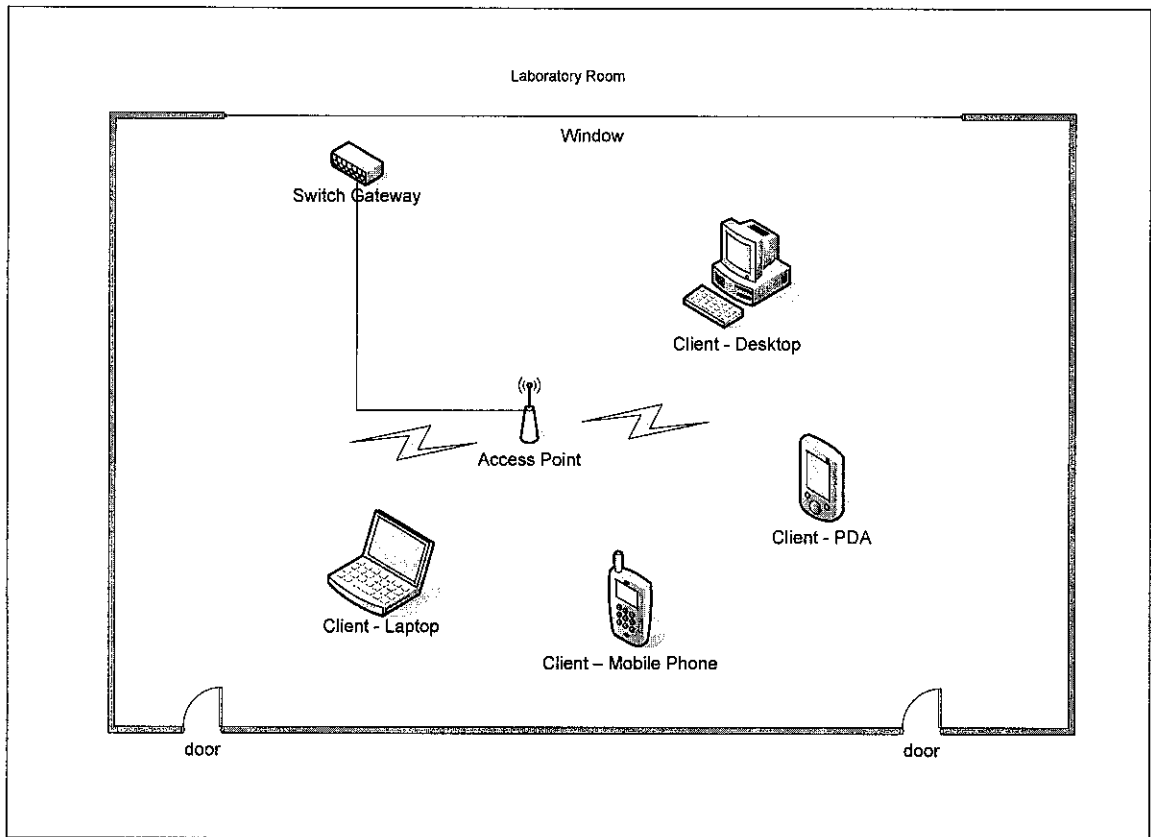 Laboratory Room
Window
Switch Gateway
Client - Desktop
Access Point
Client - PDA
Client - Laptop
Client – Mobile Phone
door
door